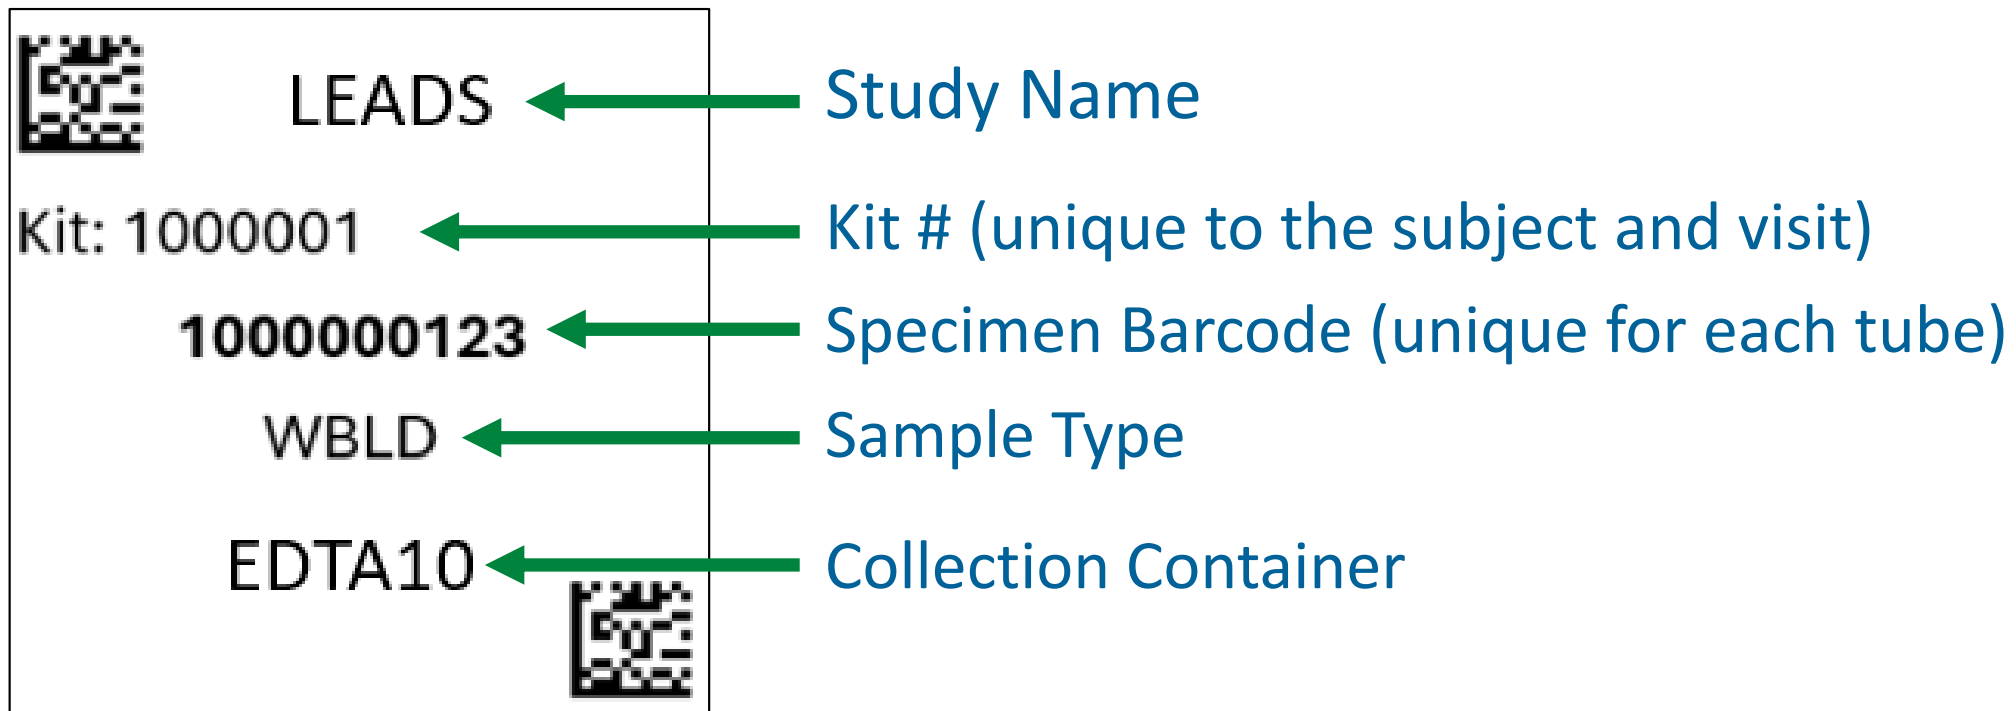 LEADS Study Name
Kit: 1000001 Kit # (unique to the subject and visit)
1000000123 Specimen Barcode (unique for each tube)
WBLD Sample Type
EDTA10 Collection Container